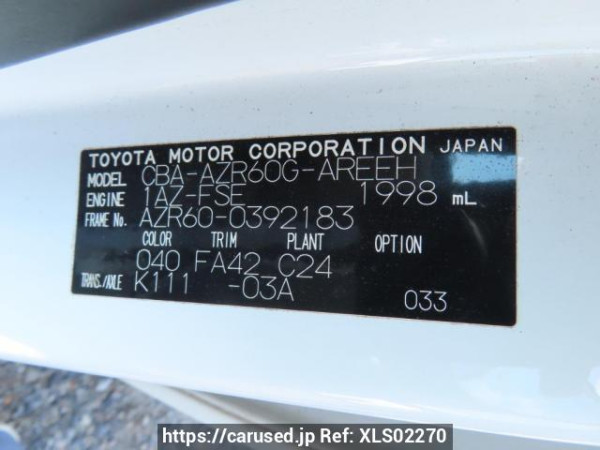 TOYOTA MOTOR CORPORATION JAPAN
MODEL CBA-AZR60G-AREEH
ENGINE 1AZ-FSE 1998 mL
FRAME No. AZR60-0392183
COLOR TRIM PLANT OPTION
040 FA42 C24
TRANS./AXLE K111 -03A 033
https://carused.jp Ref: XLS02270